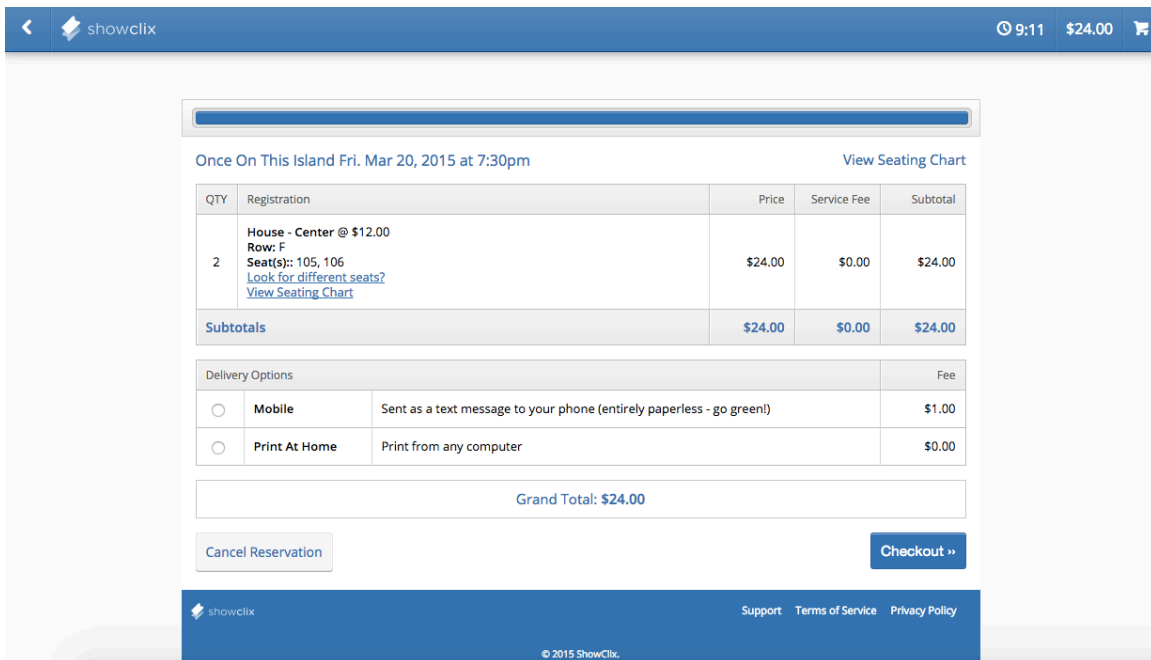 showclix 9:11 $24.00
Once On This Island Fri. Mar 20, 2015 at 7:30pm View Seating Chart
QTY Registration Price Service Fee Subtotal
House - Center @ $12.00
Row: F
2 Seat(s):: 105, 106 $24.00 $0.00 $24.00
Look for different seats?
View Seating Chart
Subtotals $24.00 $0.00 $24.00
Delivery Options Fee
Mobile Sent as a text message to your phone (entirely paperless - go green!) $1.00
Print At Home Print from any computer $0.00
Grand Total: $24.00
Cancel Reservation Checkout »
showclix Support Terms of Service Privacy Policy
© 2015 ShowClix.